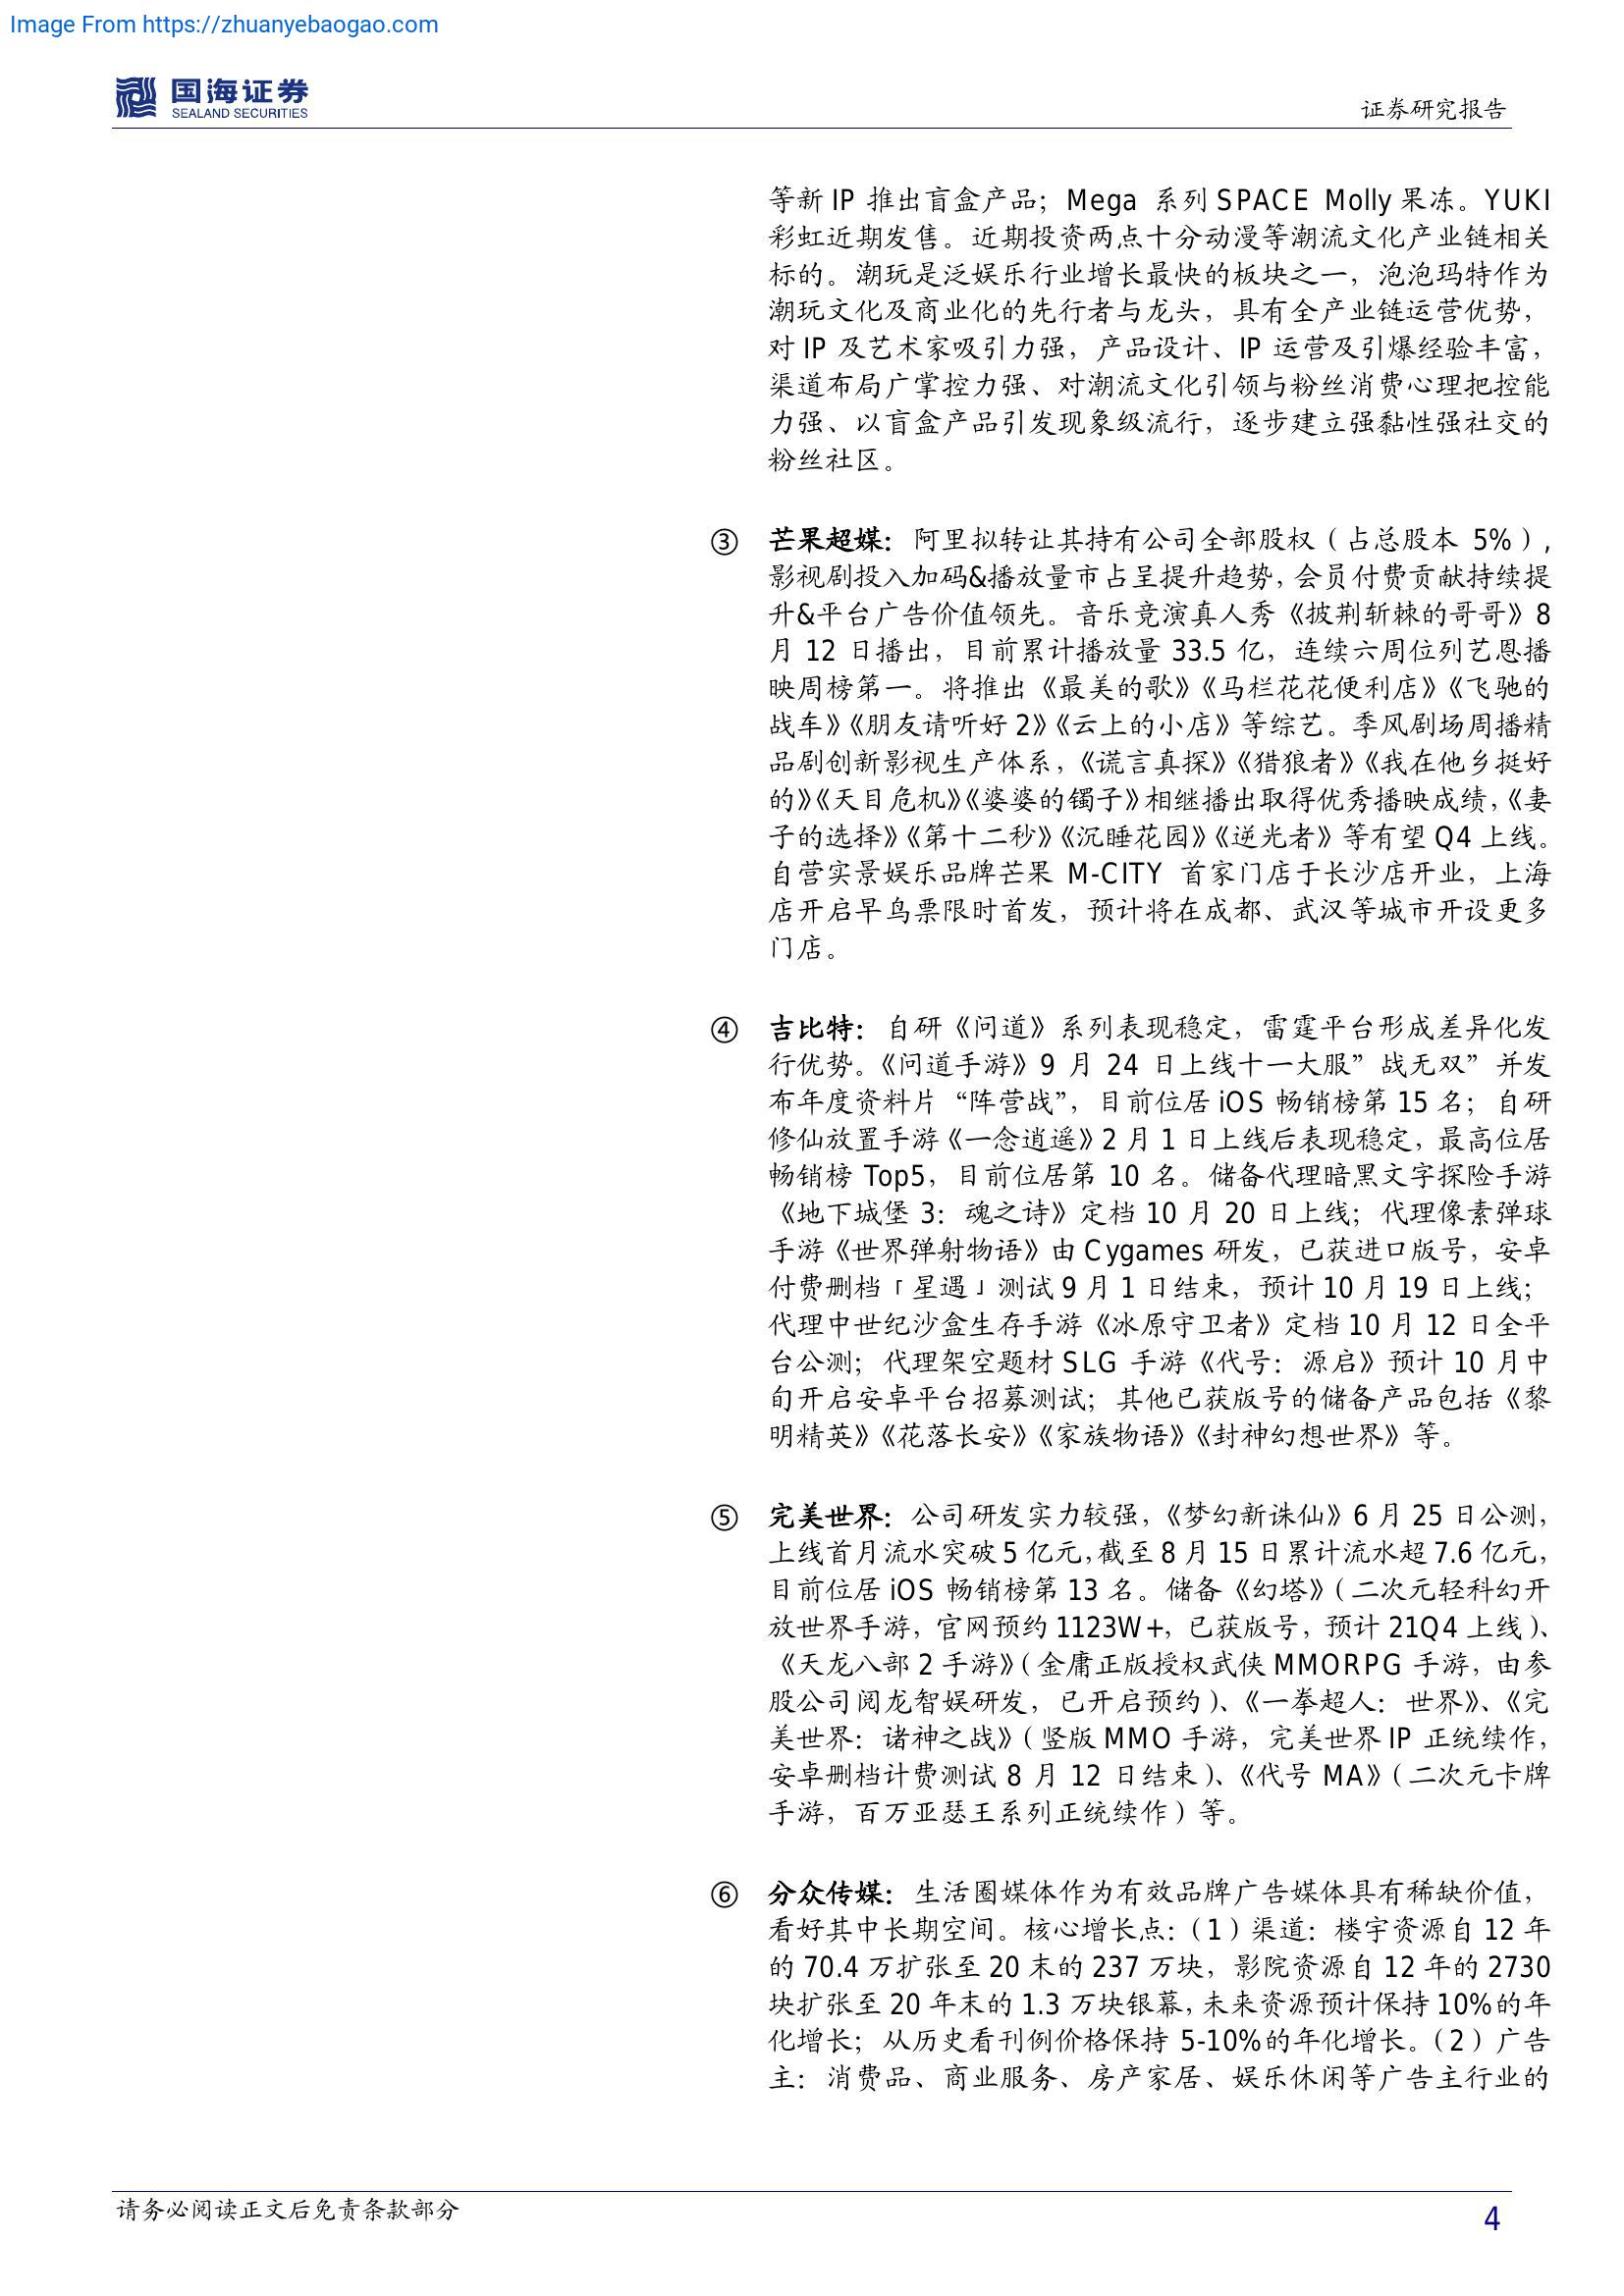 Image From https://zhuanyebaogao.com
国海证券
SEALAND SECURITIES
证券研究报告
等新 IP 推出盲盒产品；Mega 系列 SPACE Molly 果冻。YUKI
彩虹近期发售。近期投资两点十分动漫等潮流文化产业链相关
标的。潮玩是泛娱乐行业增长最快的板块之一，泡泡玛特作为
潮玩文化及商业化的先行者与龙头，具有全产业链运营优势，
对 IP 及艺术家吸引力强，产品设计、IP 运营及引爆经验丰富，
渠道布局广掌控力强、对潮流文化引领与粉丝消费心理把控能
力强、以盲盒产品引发现象级流行，逐步建立强黏性强社交的
粉丝社区。
③ 芒果超媒：阿里拟转让其持有公司全部股权（占总股本 5%），
影视剧投入加码&播放量市占呈提升趋势，会员付费贡献持续提
升&平台广告价值领先。音乐竞演真人秀《披荆斩棘的哥哥》8
月 12 日播出，目前累计播放量 33.5 亿，连续六周位列艺恩播
映周榜第一。将推出《最美的歌》《马栏花花便利店》《飞驰的
战车》《朋友请听好 2》《云上的小店》等综艺。季风剧场周播精
品剧创新影视生产体系，《谎言真探》《猎狼者》《我在他乡挺好
的》《天目危机》《婆婆的镯子》相继播出取得优秀播映成绩，《妻
子的选择》《第十二秒》《沉睡花园》《逆光者》等有望 Q4 上线。
自营实景娱乐品牌芒果 M-CITY 首家门店于长沙店开业，上海
店开启早鸟票限时首发，预计将在成都、武汉等城市开设更多
门店。
④ 吉比特：自研《问道》系列表现稳定，雷霆平台形成差异化发
行优势。《问道手游》9 月 24 日上线十一大服”战无双”并发
布年度资料片“阵营战”，目前位居 iOS 畅销榜第 15 名；自研
修仙放置手游《一念逍遥》2 月 1 日上线后表现稳定，最高位居
畅销榜 Top5，目前位居第 10 名。储备代理暗黑文字探险手游
《地下城堡 3：魂之诗》定档 10 月 20 日上线；代理像素弹球
手游《世界弹射物语》由 Cygames 研发，已获进口版号，安卓
付费删档「星遇」测试 9 月 1 日结束，预计 10 月 19 日上线；
代理中世纪沙盒生存手游《冰原守卫者》定档 10 月 12 日全平
台公测；代理架空题材 SLG 手游《代号：源启》预计 10 月中
旬开启安卓平台招募测试；其他已获版号的储备产品包括《黎
明精英》《花落长安》《家族物语》《封神幻想世界》等。
⑤ 完美世界：公司研发实力较强，《梦幻新诛仙》6 月 25 日公测，
上线首月流水突破 5 亿元，截至 8 月 15 日累计流水超 7.6 亿元，
目前位居 iOS 畅销榜第 13 名。储备《幻塔》（二次元轻科幻开
放世界手游，官网预约 1123W+，已获版号，预计 21Q4 上线）、
《天龙八部 2 手游》（金庸正版授权武侠 MMORPG 手游，由参
股公司阅龙智娱研发，已开启预约）、《一拳超人：世界》、《完
美世界：诸神之战》（竖版 MMO 手游，完美世界 IP 正统续作，
安卓删档计费测试 8 月 12 日结束）、《代号 MA》（二次元卡牌
手游，百万亚瑟王系列正统续作）等。
⑥ 分众传媒：生活圈媒体作为有效品牌广告媒体具有稀缺价值，
看好其中长期空间。核心增长点：（1）渠道：楼宇资源自 12 年
的 70.4 万扩张至 20 末的 237 万块，影院资源自 12 年的 2730
块扩张至 20 年末的 1.3 万块银幕，未来资源预计保持 10%的年
化增长；从历史看刊例价格保持 5-10%的年化增长。（2）广告
主：消费品、商业服务、房产家居、娱乐休闲等广告主行业的
请务必阅读正文后免责条款部分
4